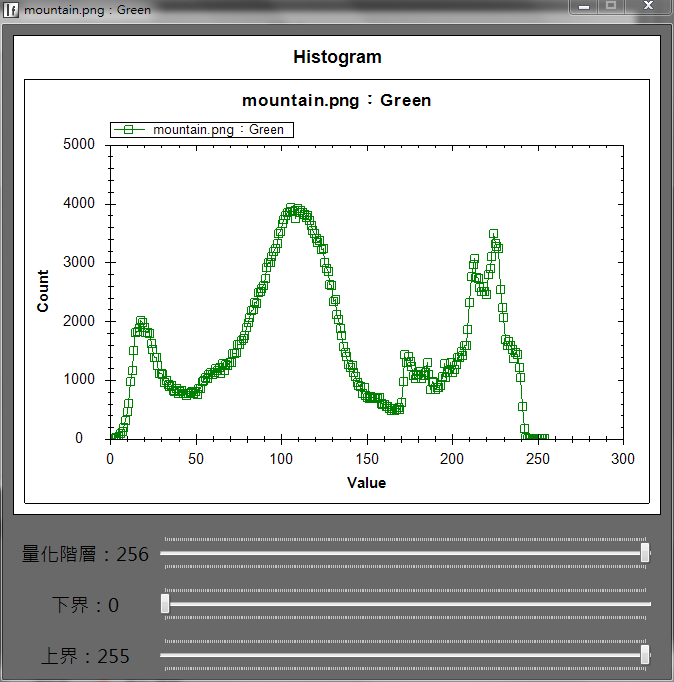 mountain.png：Green
Histogram
mountain.png：Green
mountain.png：Green
5000
4000
3000
2000
1000
0
Count
0 50 100 150 200 250 300
Value
量化階層：256
下界：0
上界：255